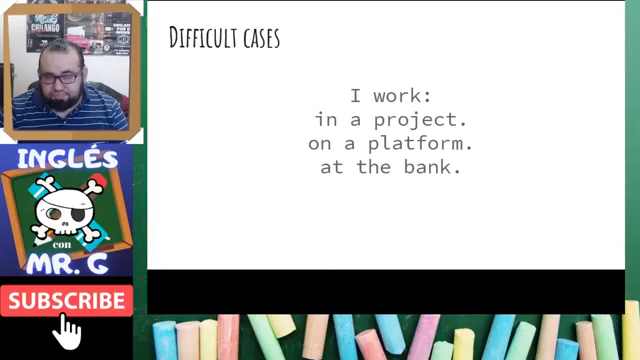 DIFFICULT CASES
I work:
in a project.
on a platform.
at the bank.
INGLÉS
con
MR. G
SUBSCRIBE